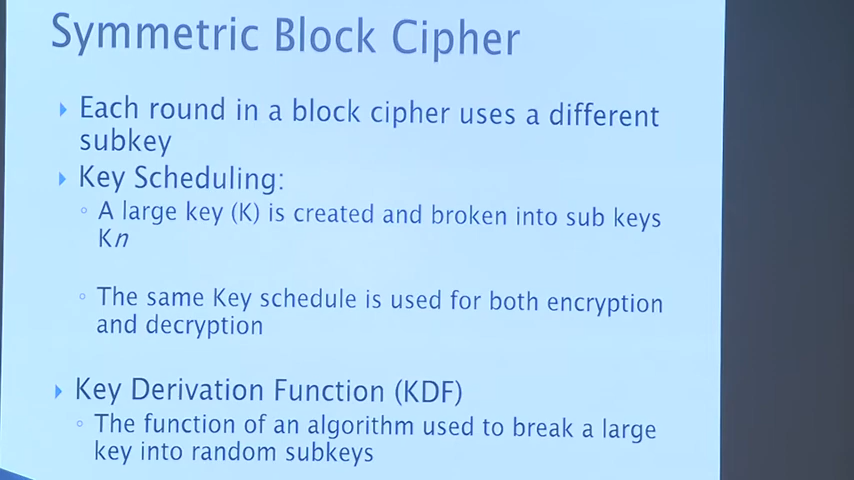 Symmetric Block Cipher
Each round in a block cipher uses a different
subkey
Key Scheduling:
A large key (K) is created and broken into sub keys
Kn
The same Key schedule is used for both encryption
and decryption
Key Derivation Function (KDF)
The function of an algorithm used to break a large
key into random subkeys